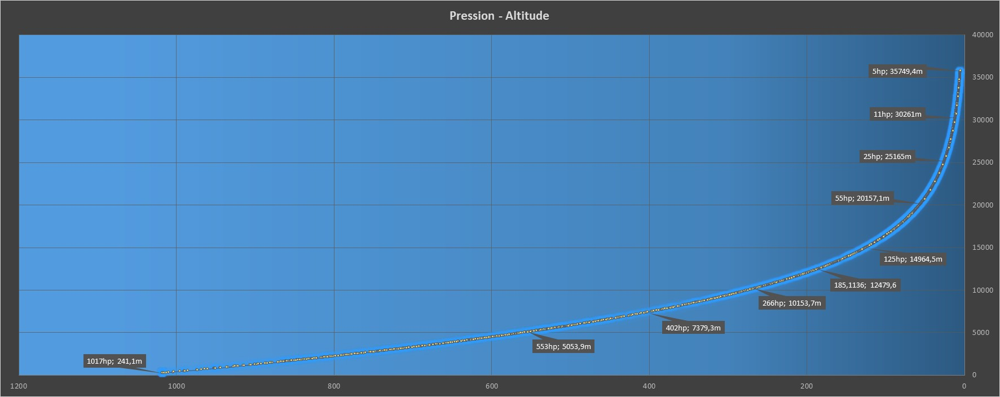 Pression - Altitude
40000
5hp; 35749,4m
35000
11hp; 30261m
30000
25hp; 25165m
25000
55hp; 20157,1m
20000
15000
125hp; 14964,5m
185,1136; 12479,6
10000
266hp; 10153,7m
402hp; 7379,3m
5000
553hp; 5053,9m
1017hp; 241,1m
0
1200 1000 800 600 400 200 0